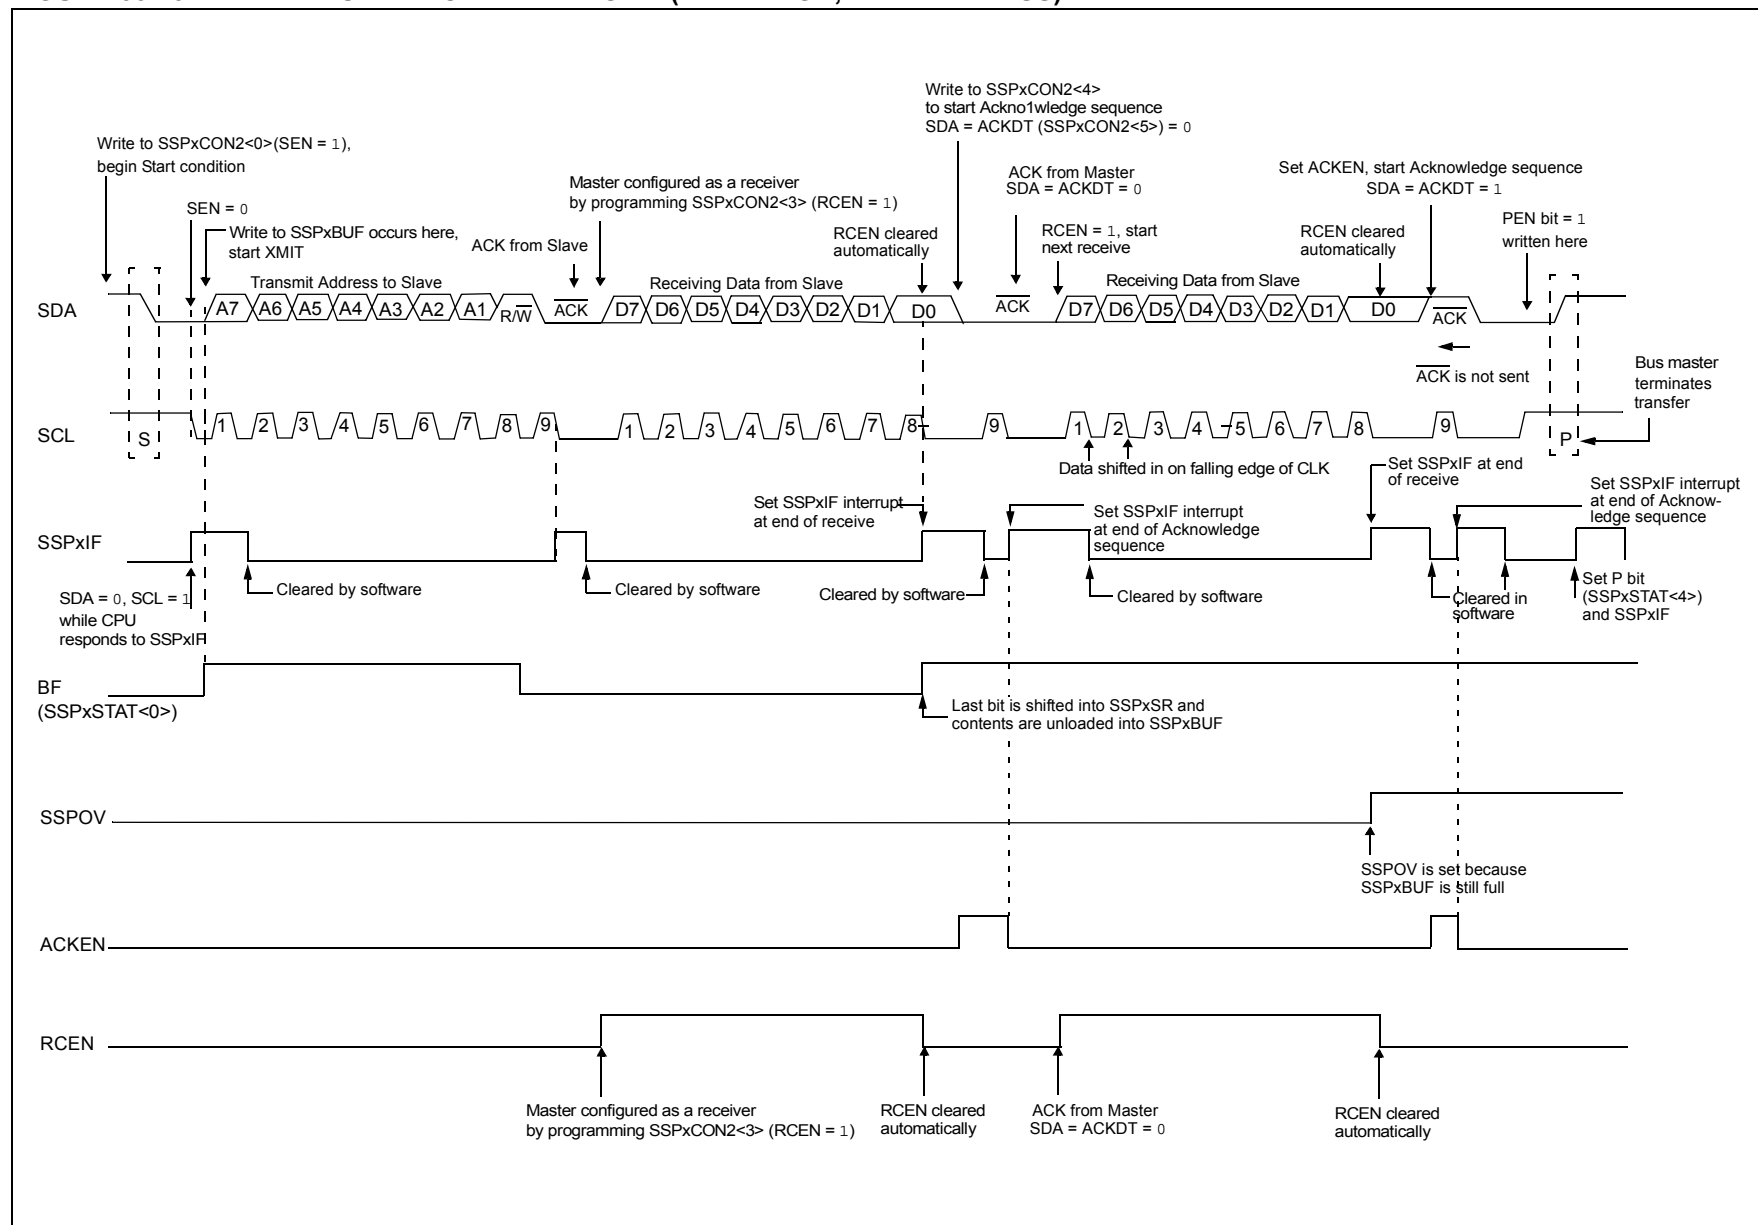 Write to SSPxCON2<4>
to start Ackno1wledge sequence
SDA = ACKDT (SSPxCON2<5>) = 0
Write to SSPxCON2<0>(SEN = 1),
begin Start condition
ACK from Master
SDA = ACKDT = 0
Set ACKEN, start Acknowledge sequence
SDA = ACKDT = 1
Master configured as a receiver
by programming SSPxCON2<3> (RCEN = 1)
SEN = 0
Write to SSPxBUF occurs here,
start XMIT
ACK from Slave
RCEN cleared
automatically
RCEN = 1, start
next receive
RCEN cleared
automatically
PEN bit = 1
written here
Transmit Address to Slave
Receiving Data from Slave
Receiving Data from Slave
SDA
A7 A6 A5 A4 A3 A2 A1 R/W ACK D7 D6 D5 D4 D3 D2 D1 D0 ACK D7 D6 D5 D4 D3 D2 D1 D0 ACK
ACK is not sent
Bus master
terminates
transfer
SCL
S 1 2 3 4 5 6 7 8 9 1 2 3 4 5 6 7 8 9 1 2 3 4 5 6 7 8 9 P
Data shifted in on falling edge of CLK
Set SSPxIF interrupt
at end of receive
Set SSPxIF interrupt
at end of Acknowledge
sequence
Set SSPxIF at end
of receive
Set SSPxIF interrupt
at end of Acknow-
ledge sequence
SSPxIF
SDA = 0, SCL = 1
while CPU
responds to SSPxIF
Cleared by software
Cleared by software
Cleared by software
Cleared by software
Cleared in
software
Set P bit
(SSPxSTAT<4>)
and SSPxIF
BF
(SSPxSTAT<0>)
Last bit is shifted into SSPxSR and
contents are unloaded into SSPxBUF
SSPOV
SSPOV is set because
SSPxBUF is still full
ACKEN
RCEN
Master configured as a receiver
by programming SSPxCON2<3> (RCEN = 1)
RCEN cleared
automatically
ACK from Master
SDA = ACKDT = 0
RCEN cleared
automatically